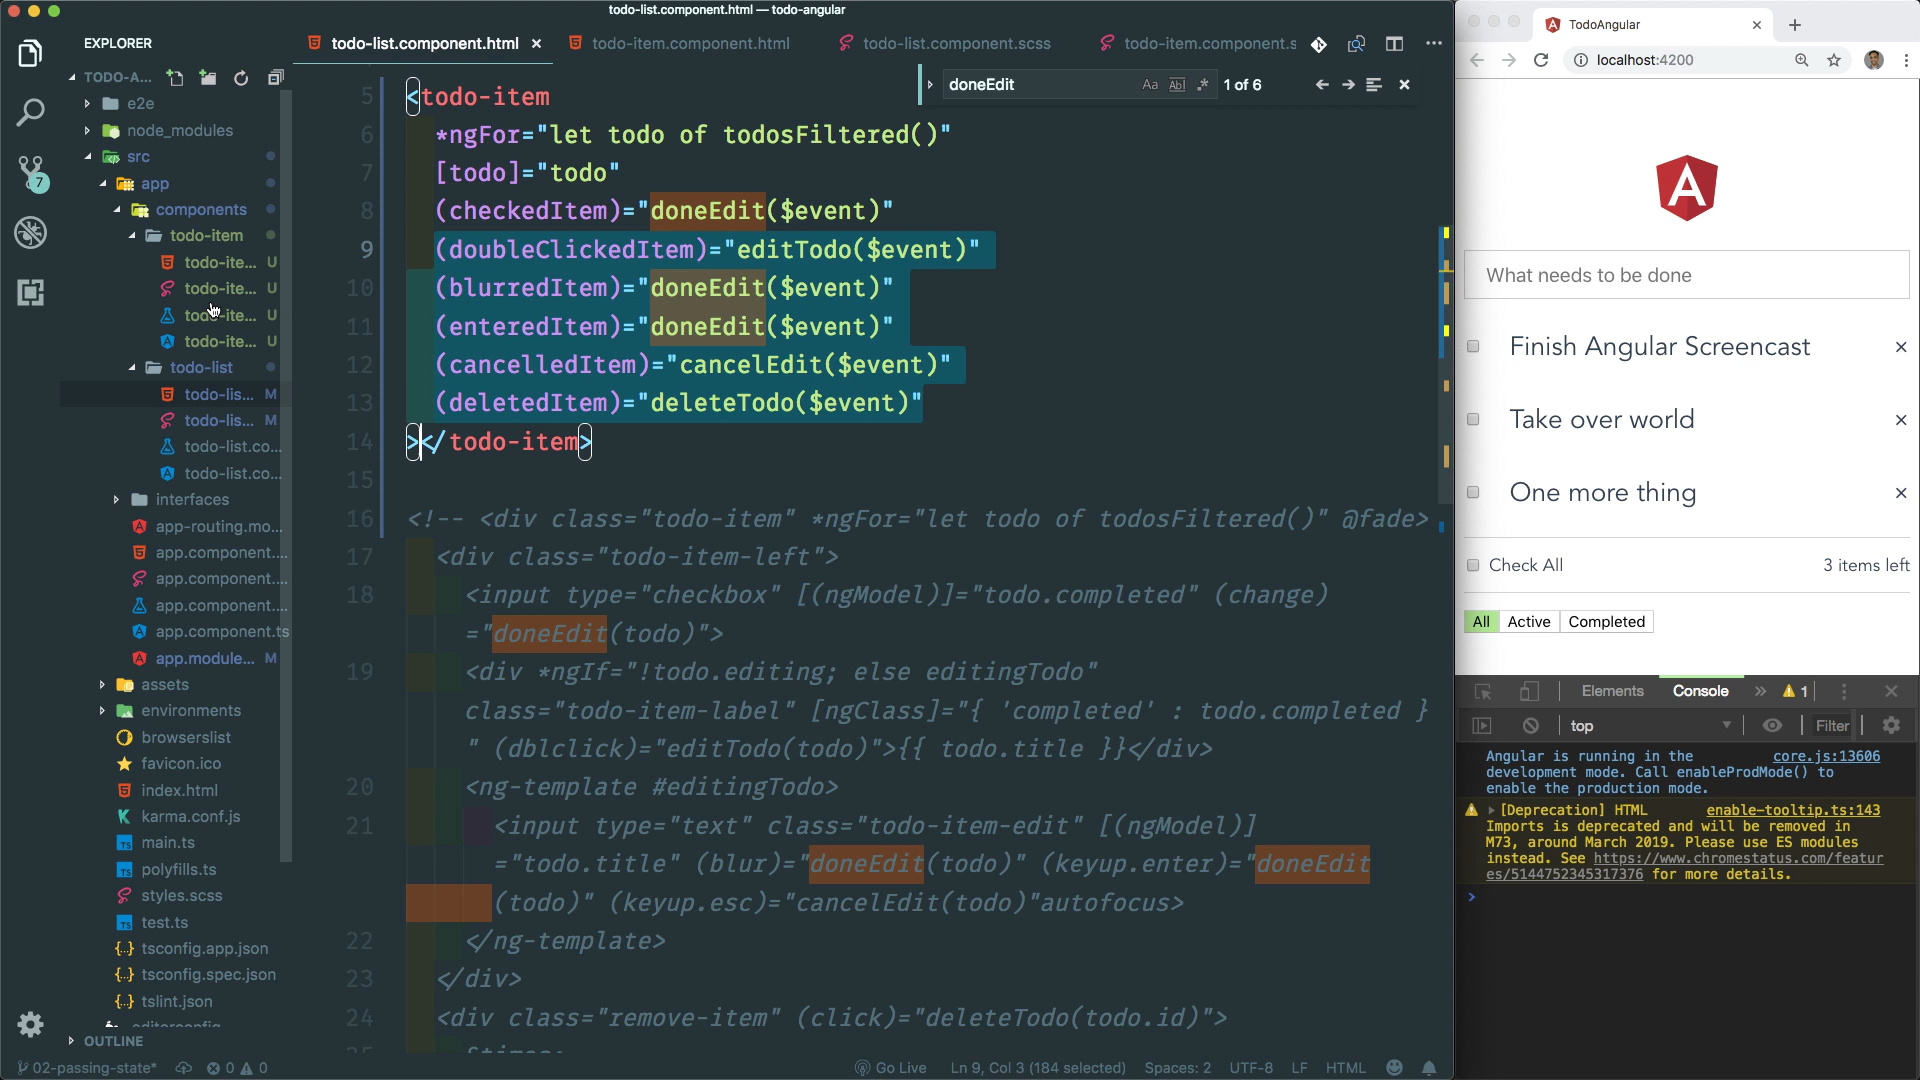 todo-list.component.html — todo-angular
EXPLORER
todo-list.component.html
todo-item.component.html
todo-list.component.scss
todo-item.component.s
TODO-A...
e2e
node_modules
src
app
components
todo-item
todo-ite... U
todo-ite... U
todo-ite... U
todo-ite... U
todo-list
todo-lis... M
todo-lis... M
todo-list.co...
todo-list.co...
interfaces
app-routing.mo...
app.component....
app.component....
app.component....
app.component.ts
app.module... M
assets
environments
browserslist
favicon.ico
index.html
karma.conf.js
main.ts
polyfills.ts
styles.scss
test.ts
tsconfig.app.json
tsconfig.spec.json
tslint.json
OUTLINE
7
doneEdit Aa Abl .* 1 of 6
5 <todo-item
6 *ngFor="let todo of todosFiltered()"
7 [todo]="todo"
8 (checkedItem)="doneEdit($event)"
9 (doubleClickedItem)="editTodo($event)"
10 (blurredItem)="doneEdit($event)"
11 (enteredItem)="doneEdit($event)"
12 (cancelledItem)="cancelEdit($event)"
13 (deletedItem)="deleteTodo($event)"
14 ></todo-item>
15
16 <!-- <div class="todo-item" *ngFor="let todo of todosFiltered()" @fade>
17 <div class="todo-item-left">
18 <input type="checkbox" [(ngModel)]="todo.completed" (change)
="doneEdit(todo)">
19 <div *ngIf="!todo.editing; else editingTodo"
class="todo-item-label" [ngClass]="{ 'completed' : todo.completed }
" (dblclick)="editTodo(todo)">{{ todo.title }}</div>
20 <ng-template #editingTodo>
21 <input type="text" class="todo-item-edit" [(ngModel)]
="todo.title" (blur)="doneEdit(todo)" (keyup.enter)="doneEdit
(todo)" (keyup.esc)="cancelEdit(todo)"autofocus>
22 </ng-template>
23 </div>
24 <div class="remove-item" (click)="deleteTodo(todo.id)">
02-passing-state* 0 0 Go Live Ln 9, Col 3 (184 selected) Spaces: 2 UTF-8 LF HTML
TodoAngular
localhost:4200
What needs to be done
Finish Angular Screencast ×
Take over world ×
One more thing ×
Check All 3 items left
All Active Completed
Elements Console » 1
top Filter
Angular is running in the core.js:13606
development mode. Call enableProdMode() to
enable the production mode.
[Deprecation] HTML enable-tooltip.ts:143
Imports is deprecated and will be removed in
M73, around March 2019. Please use ES modules
instead. See https://www.chromestatus.com/featur
es/5144752345317376 for more details.
>